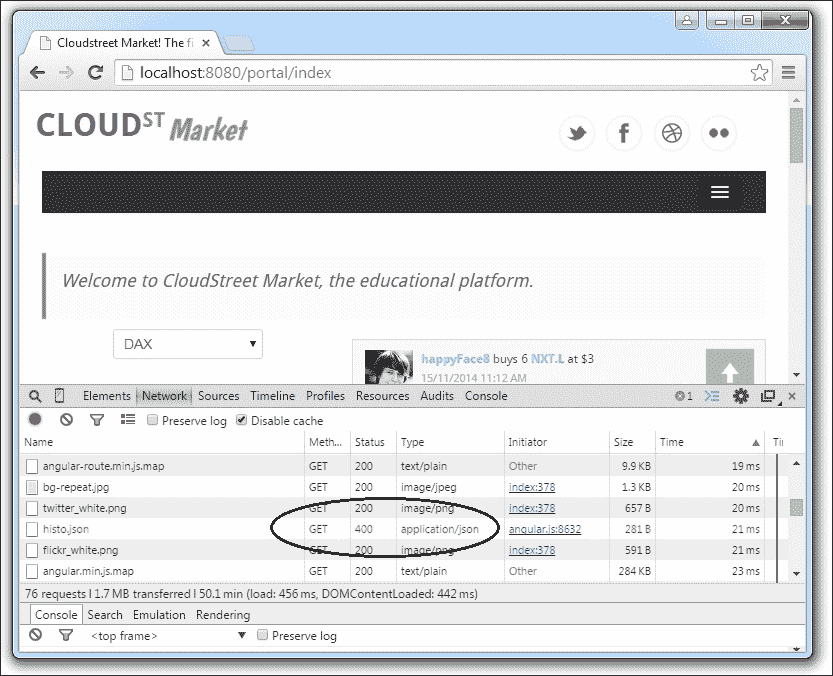 Cloudstreet Market! The fi
localhost:8080/portal/index
CLOUDST Market
Welcome to CloudStreet Market, the educational platform.
DAX
happyFace8 buys 6 NXT.L at $3
15/11/2014 11:12 AM
Elements Network Sources Timeline Profiles Resources Audits Console 1
Preserve log Disable cache
Name Meth... Status Type Initiator Size Time Ti
angular-route.min.js.map GET 200 text/plain Other 9.9 KB 19 ms
bg-repeat.jpg GET 200 image/jpeg index:378 1.3 KB 20 ms
twitter_white.png GET 200 image/png index:378 657 B 20 ms
histo.json GET 400 application/json angular.js:8632 281 B 21 ms
flickr_white.png GET 200 image/png index:378 591 B 21 ms
angular.min.js.map GET 200 text/plain Other 284 KB 23 ms
76 requests | 1.7 MB transferred | 50.1 min (load: 456 ms, DOMContentLoaded: 442 ms)
Console Search Emulation Rendering
<top frame> Preserve log